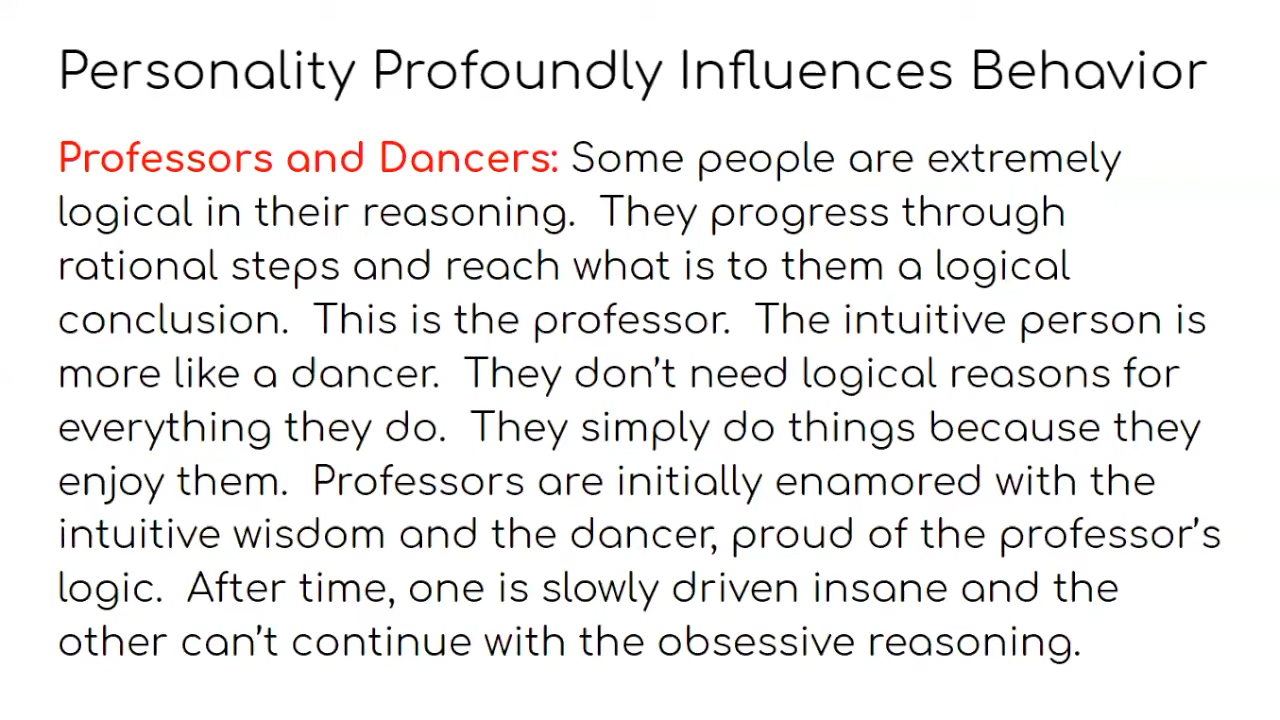 Personality Profoundly Influences Behavior
Professors and Dancers: Some people are extremely
logical in their reasoning.  They progress through
rational steps and reach what is to them a logical
conclusion.  This is the professor.  The intuitive person is
more like a dancer.  They don’t need logical reasons for
everything they do.  They simply do things because they
enjoy them.  Professors are initially enamored with the
intuitive wisdom and the dancer, proud of the professor’s
logic.  After time, one is slowly driven insane and the
other can’t continue with the obsessive reasoning.